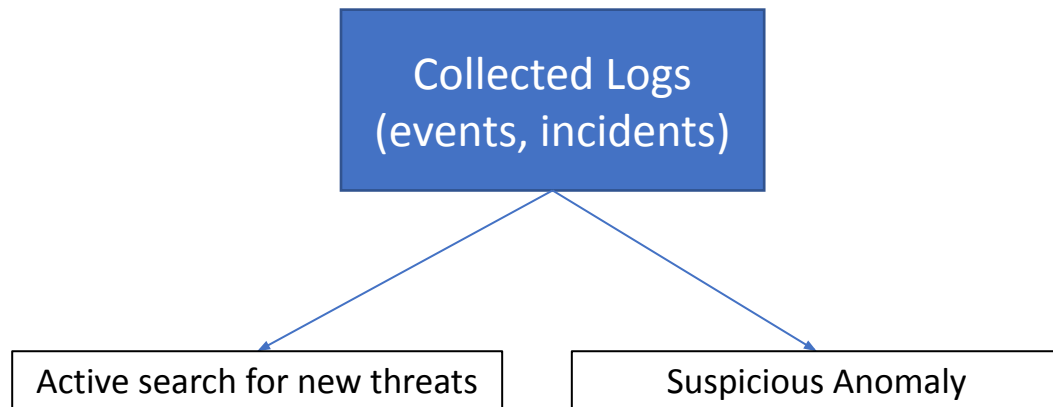 Collected Logs
(events, incidents)
Active search for new threats
Suspicious Anomaly